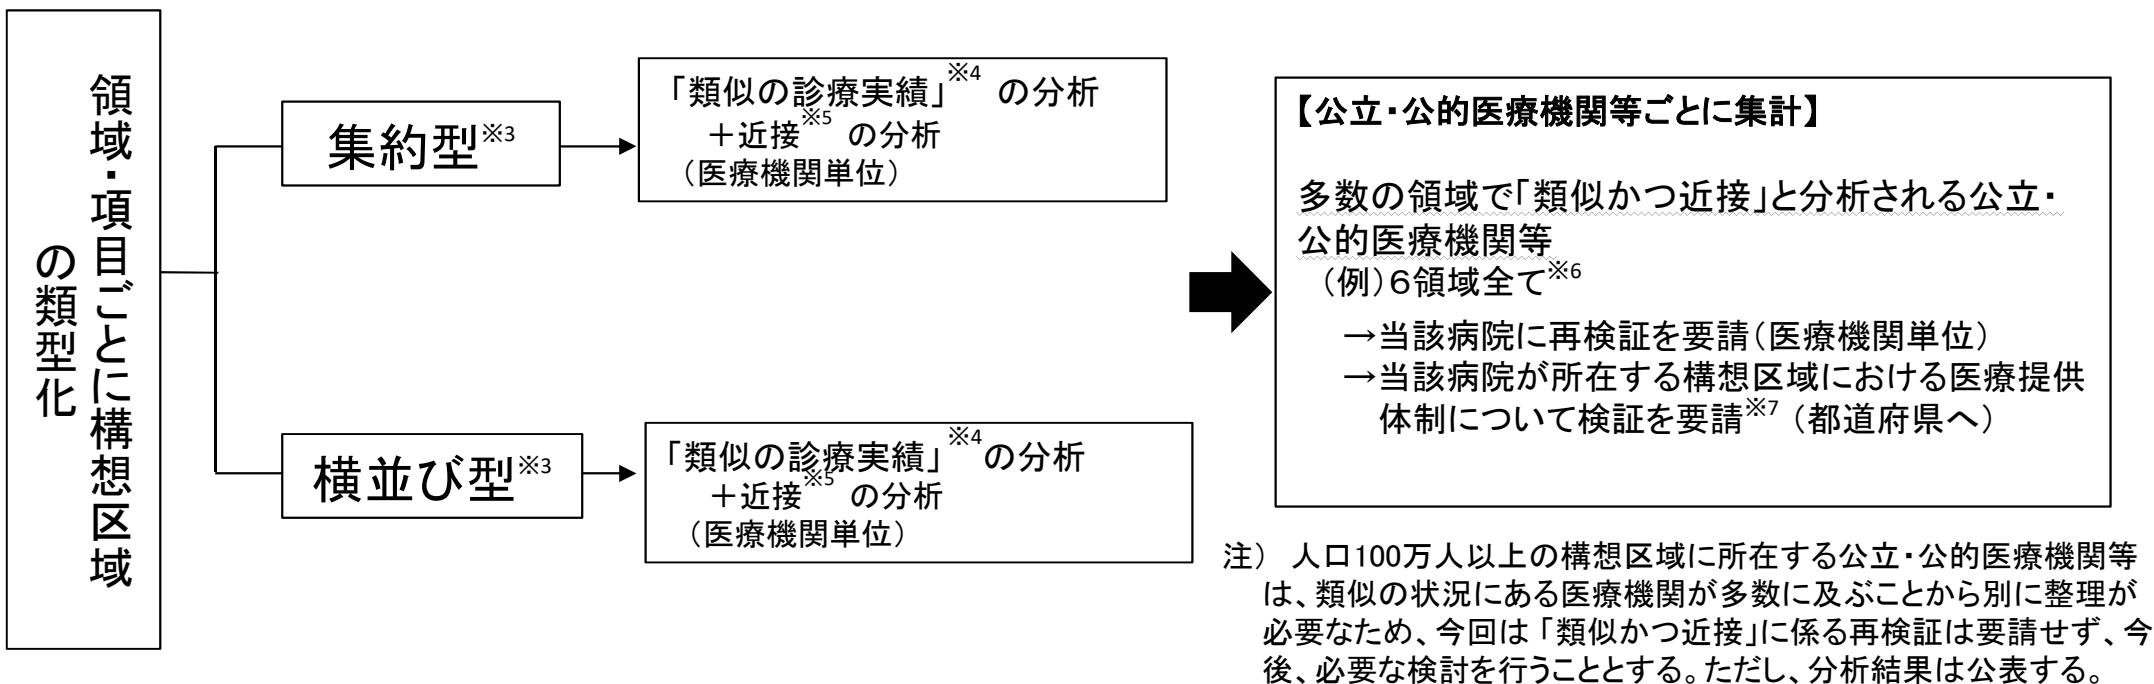 領域・項目ごとに構想区域
の類型化
集約型※3
「類似の診療実績」※4 の分析
＋近接※5 の分析
（医療機関単位）
横並び型※3
「類似の診療実績」※4の分析
＋近接※5 の分析
（医療機関単位）
【公立・公的医療機関等ごとに集計】
多数の領域で「類似かつ近接」と分析される公立・
公的医療機関等
（例）６領域全て※6
→当該病院に再検証を要請（医療機関単位）
→当該病院が所在する構想区域における医療提供
体制について検証を要請※7（都道府県へ）
注） 人口100万人以上の構想区域に所在する公立・公的医療機関等
は、類似の状況にある医療機関が多数に及ぶことから別に整理が
必要なため、今回は「類似かつ近接」に係る再検証は要請せず、今
後、必要な検討を行うこととする。ただし、分析結果は公表する。